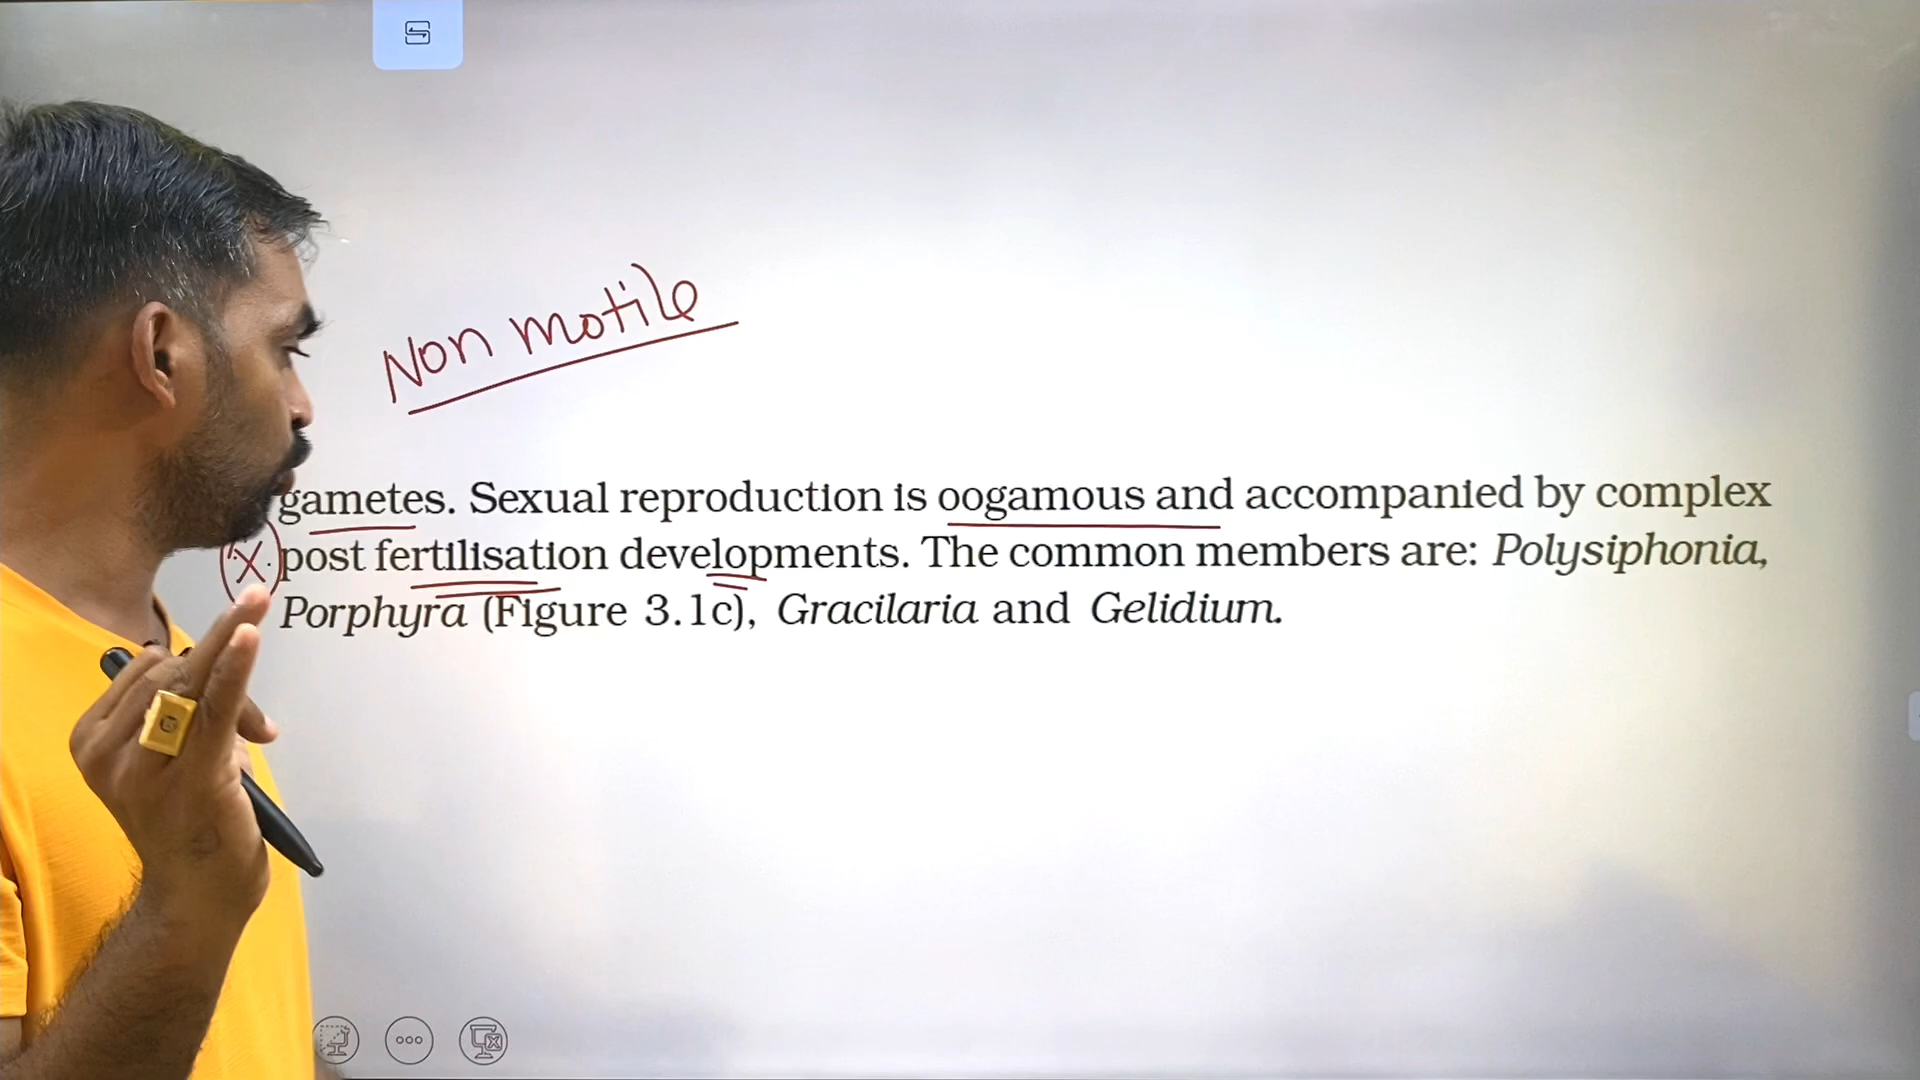 Non motile
gametes. Sexual reproduction is oogamous and accompanied by complex
X post fertilisation developments. The common members are: Polysiphonia,
Porphyra (Figure 3.1c), Gracilaria and Gelidium.